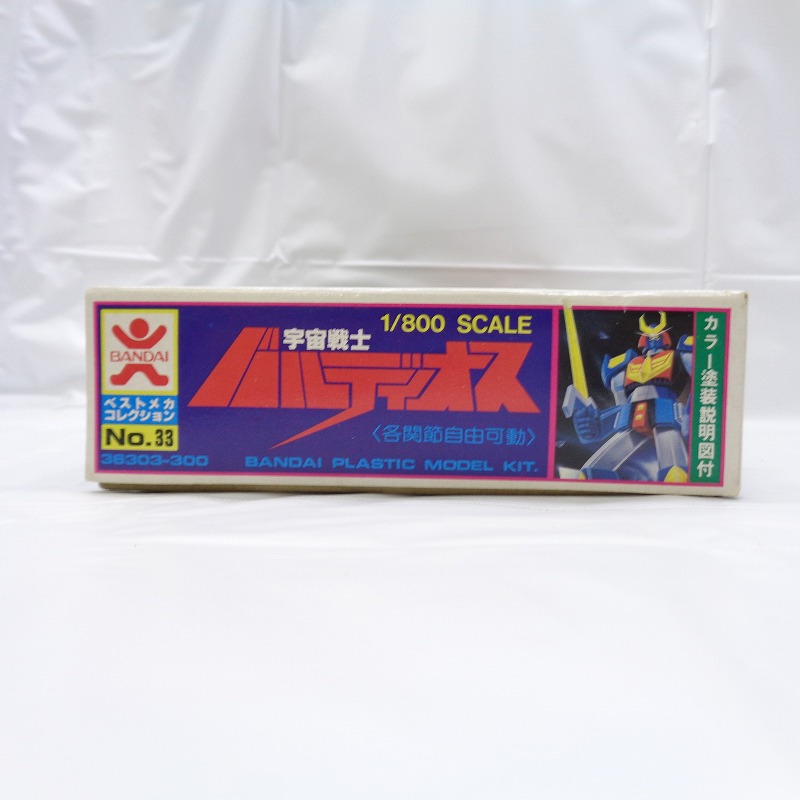 BANDAI
ベストメカ
コレクション
No.33
36303-300
1/800 SCALE
宇宙戦士
バルディオス
〈各関節自由可動〉
BANDAI PLASTIC MODEL KIT.
カラー塗装説明図付